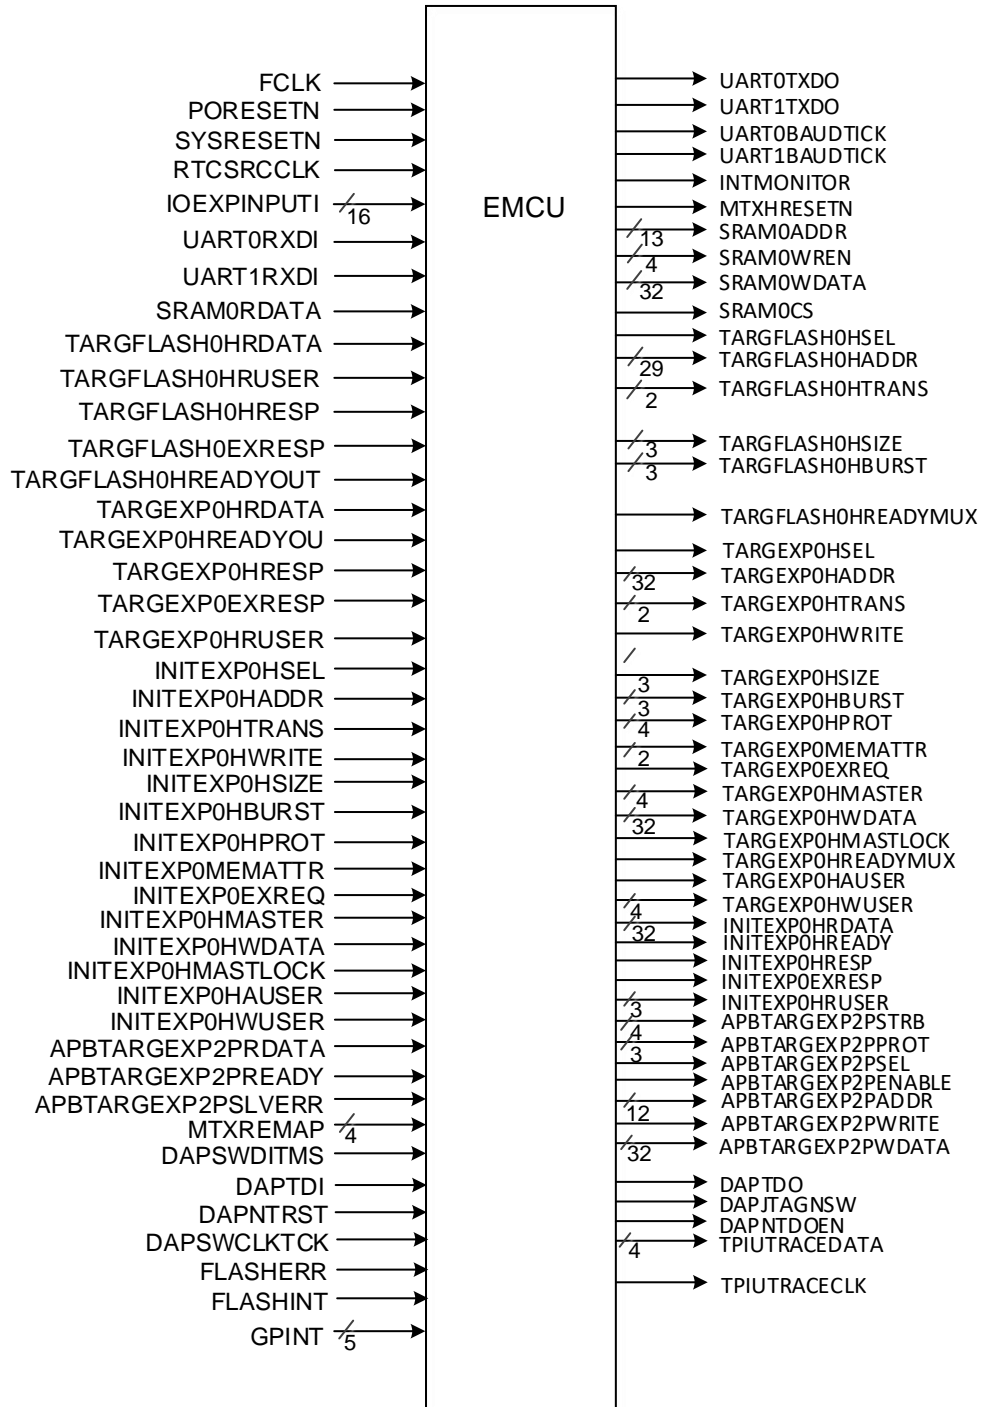 EMCU
FCLK
PORESETN
SYSRESETN
RTCSRCCLK
IOEXPINPUTI 16
UART0RXDI
UART1RXDI
SRAM0RDATA
TARGFLASH0HRDATA
TARGFLASH0HRUSER
TARGFLASH0HRESP
TARGFLASH0EXRESP
TARGFLASH0HREADYOUT
TARGEXP0HRDATA
TARGEXP0HREADYOU
TARGEXP0HRESP
TARGEXP0EXRESP
TARGEXP0HRUSER
INITEXP0HSEL
INITEXP0HADDR
INITEXP0HTRANS
INITEXP0HWRITE
INITEXP0HSIZE
INITEXP0HBURST
INITEXP0HPROT
INITEXP0MEMATTR
INITEXP0EXREQ
INITEXP0HMASTER
INITEXP0HWDATA
INITEXP0HMASTLOCK
INITEXP0HAUSER
INITEXP0HWUSER
APBTARGEXP2PRDATA
APBTARGEXP2PREADY
APBTARGEXP2PSLVERR
MTXREMAP 4
DAPSWDITMS
DAPTDI
DAPNTRST
DAPSWCLKTCK
FLASHERR
FLASHINT
GPINT 5
UART0TXDO
UART1TXDO
UART0BAUDTICK
UART1BAUDTICK
INTMONITOR
MTXHRESETN
13 SRAM0ADDR
4 SRAM0WREN
32 SRAM0WDATA
SRAM0CS
TARGFLASH0HSEL
29 TARGFLASH0HADDR
2 TARGFLASH0HTRANS
3 TARGFLASH0HSIZE
3 TARGFLASH0HBURST
TARGFLASH0HREADYMUX
TARGEXP0HSEL
32 TARGEXP0HADDR
2 TARGEXP0HTRANS
TARGEXP0HWRITE
3 TARGEXP0HSIZE
3 TARGEXP0HBURST
4 TARGEXP0HPROT
2 TARGEXP0MEMATTR
TARGEXP0EXREQ
4 TARGEXP0HMASTER
32 TARGEXP0HWDATA
TARGEXP0HMASTLOCK
TARGEXP0HREADYMUX
TARGEXP0HAUSER
4 TARGEXP0HWUSER
32 INITEXP0HRDATA
INITEXP0HREADY
INITEXP0HRESP
INITEXP0EXRESP
3 INITEXP0HRUSER
4 APBTARGEXP2PSTRB
3 APBTARGEXP2PPROT
APBTARGEXP2PSEL
APBTARGEXP2PENABLE
12 APBTARGEXP2PADDR
APBTARGEXP2PWRITE
32 APBTARGEXP2PWDATA
DAPTDO
DAPJTAGNSW
DAPNTDOEN
4 TPIUTRACEDATA
TPIUTRACECLK